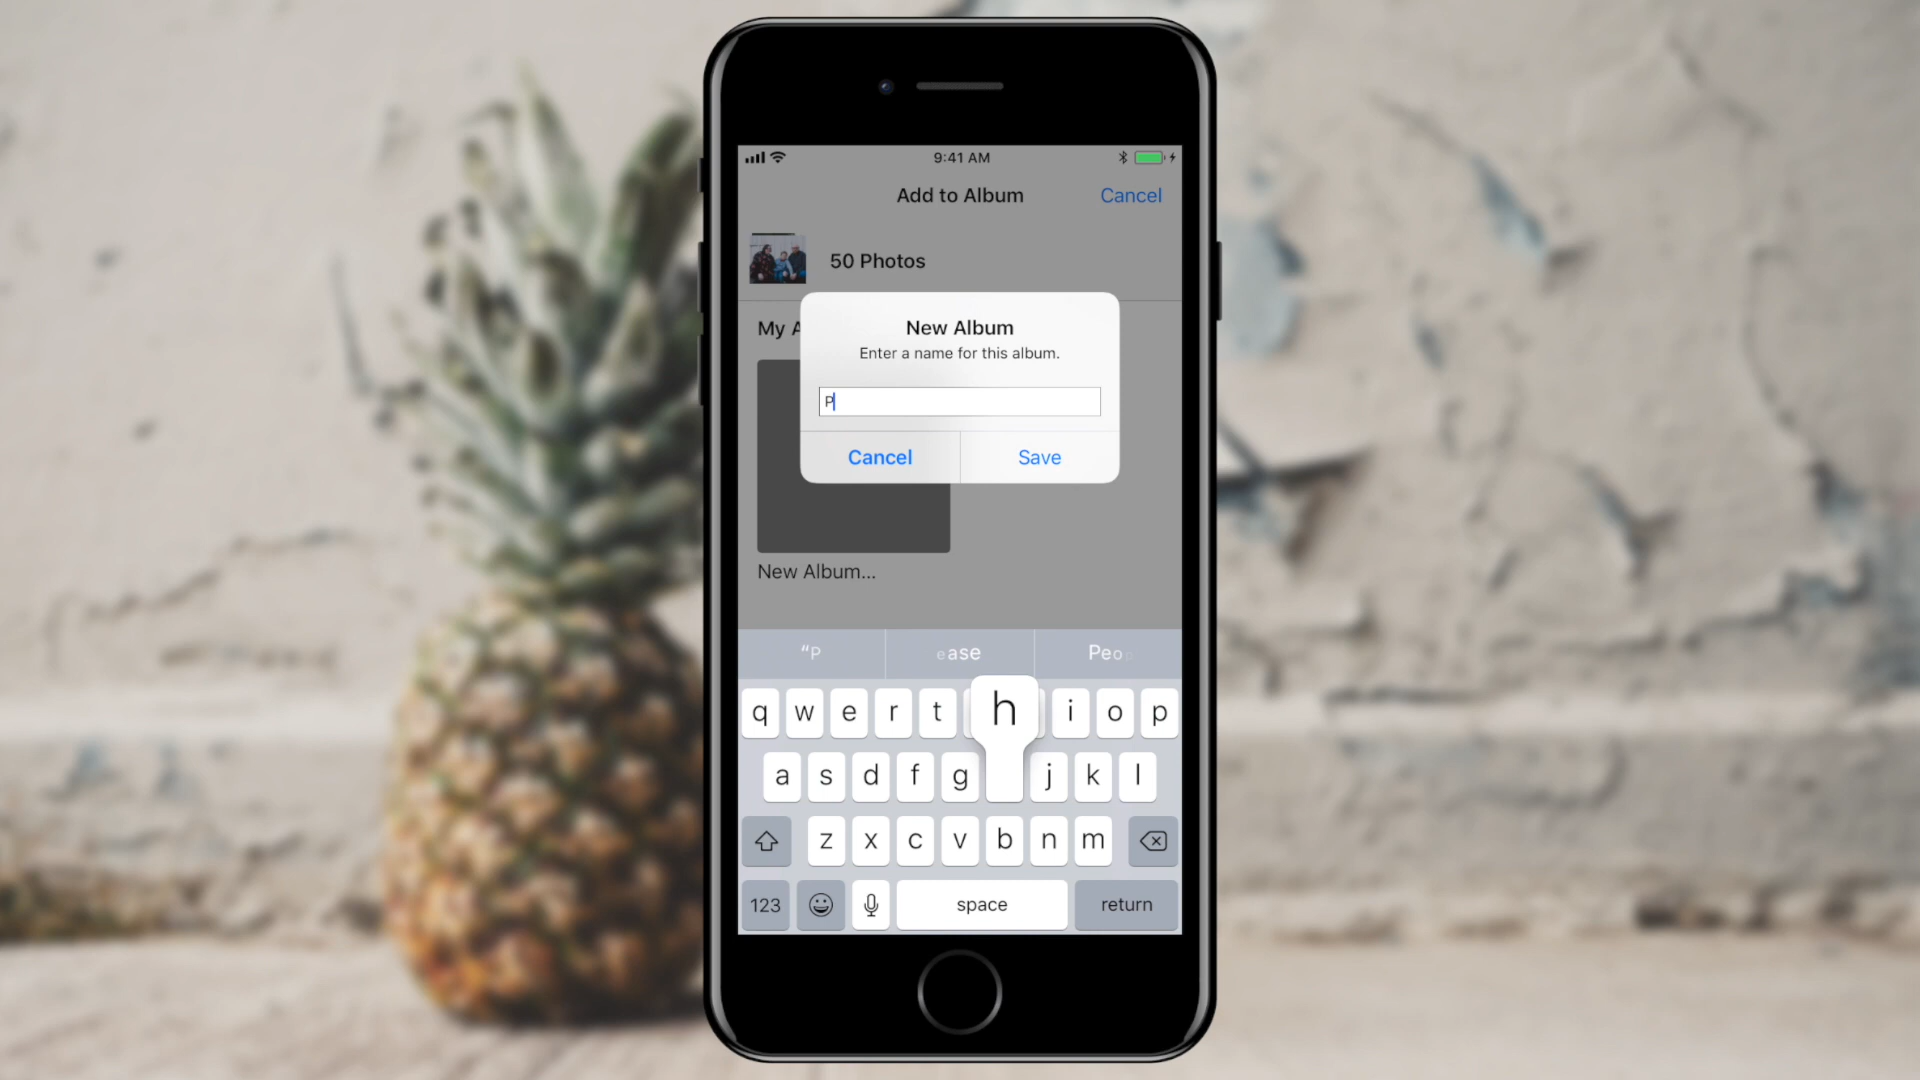 9:41 AM
Add to Album
Cancel
50 Photos
My A
New Album
Enter a name for this album.
P
Cancel
Save
New Album...
“P
ease
Peo
q w e r t h i o p
a s d f g j k l
z x c v b n m
123
space
return